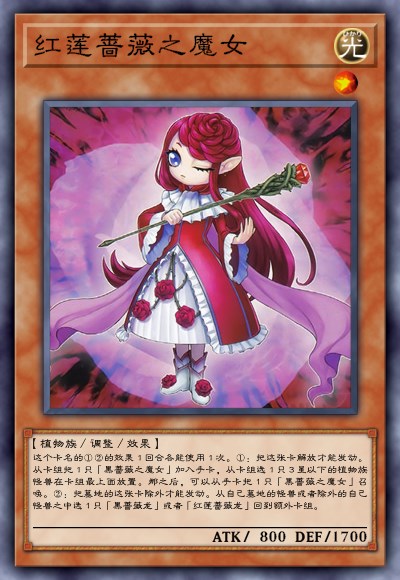 红莲蔷薇之魔女
光
【植物族／调整／效果】
这个卡名的①②的效果1回合各能使用1次。①：把这张卡解放才能发动。
从卡组把1只「黑蔷薇之魔女」加入手卡，从卡组选1只3星以下的植物族
怪兽在卡组最上面放置。那之后，可以从手卡把1只「黑蔷薇之魔女」召
唤。②：把墓地的这张卡除外才能发动。从自己墓地的怪兽或者除外的自己
怪兽之中选1只「黑蔷薇龙」或者「红莲蔷薇龙」回到额外卡组。
ATK/ 800 DEF/1700